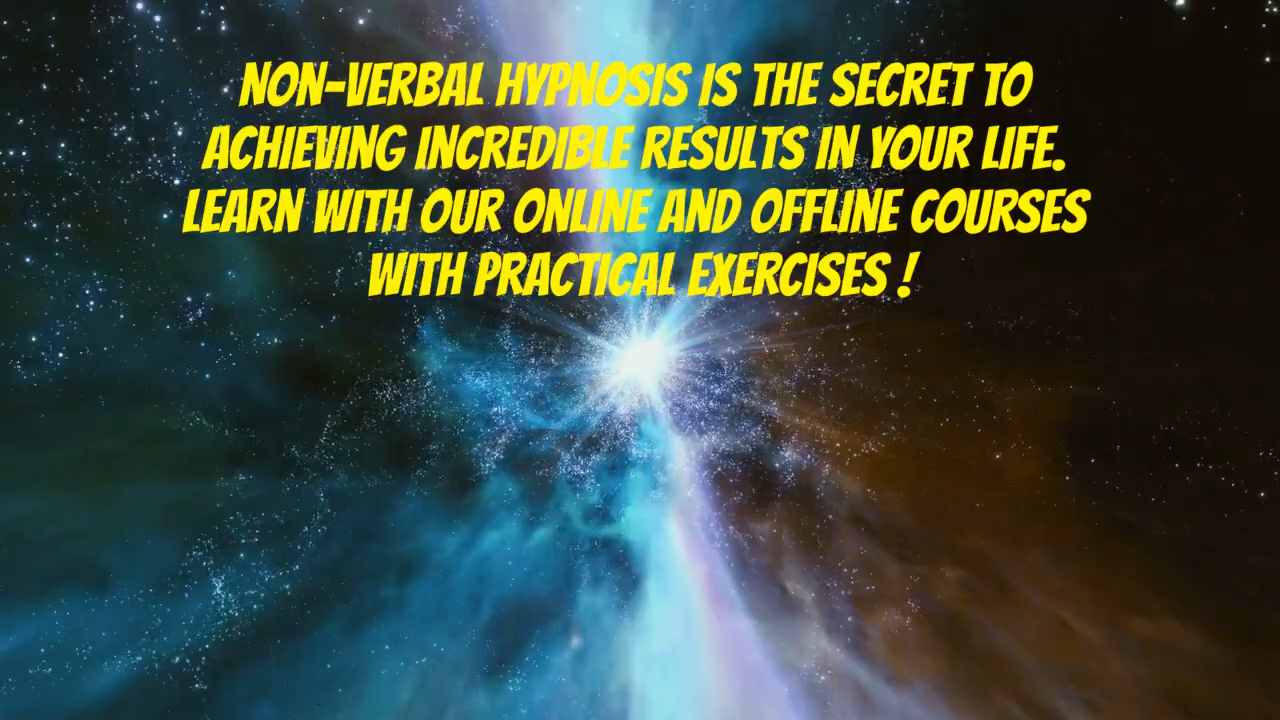 NON-VERBAL HYPNOSIS IS THE SECRET TO
ACHIEVING INCREDIBLE RESULTS IN YOUR LIFE.
LEARN WITH OUR ONLINE AND OFFLINE COURSES
WITH PRACTICAL EXERCISES !